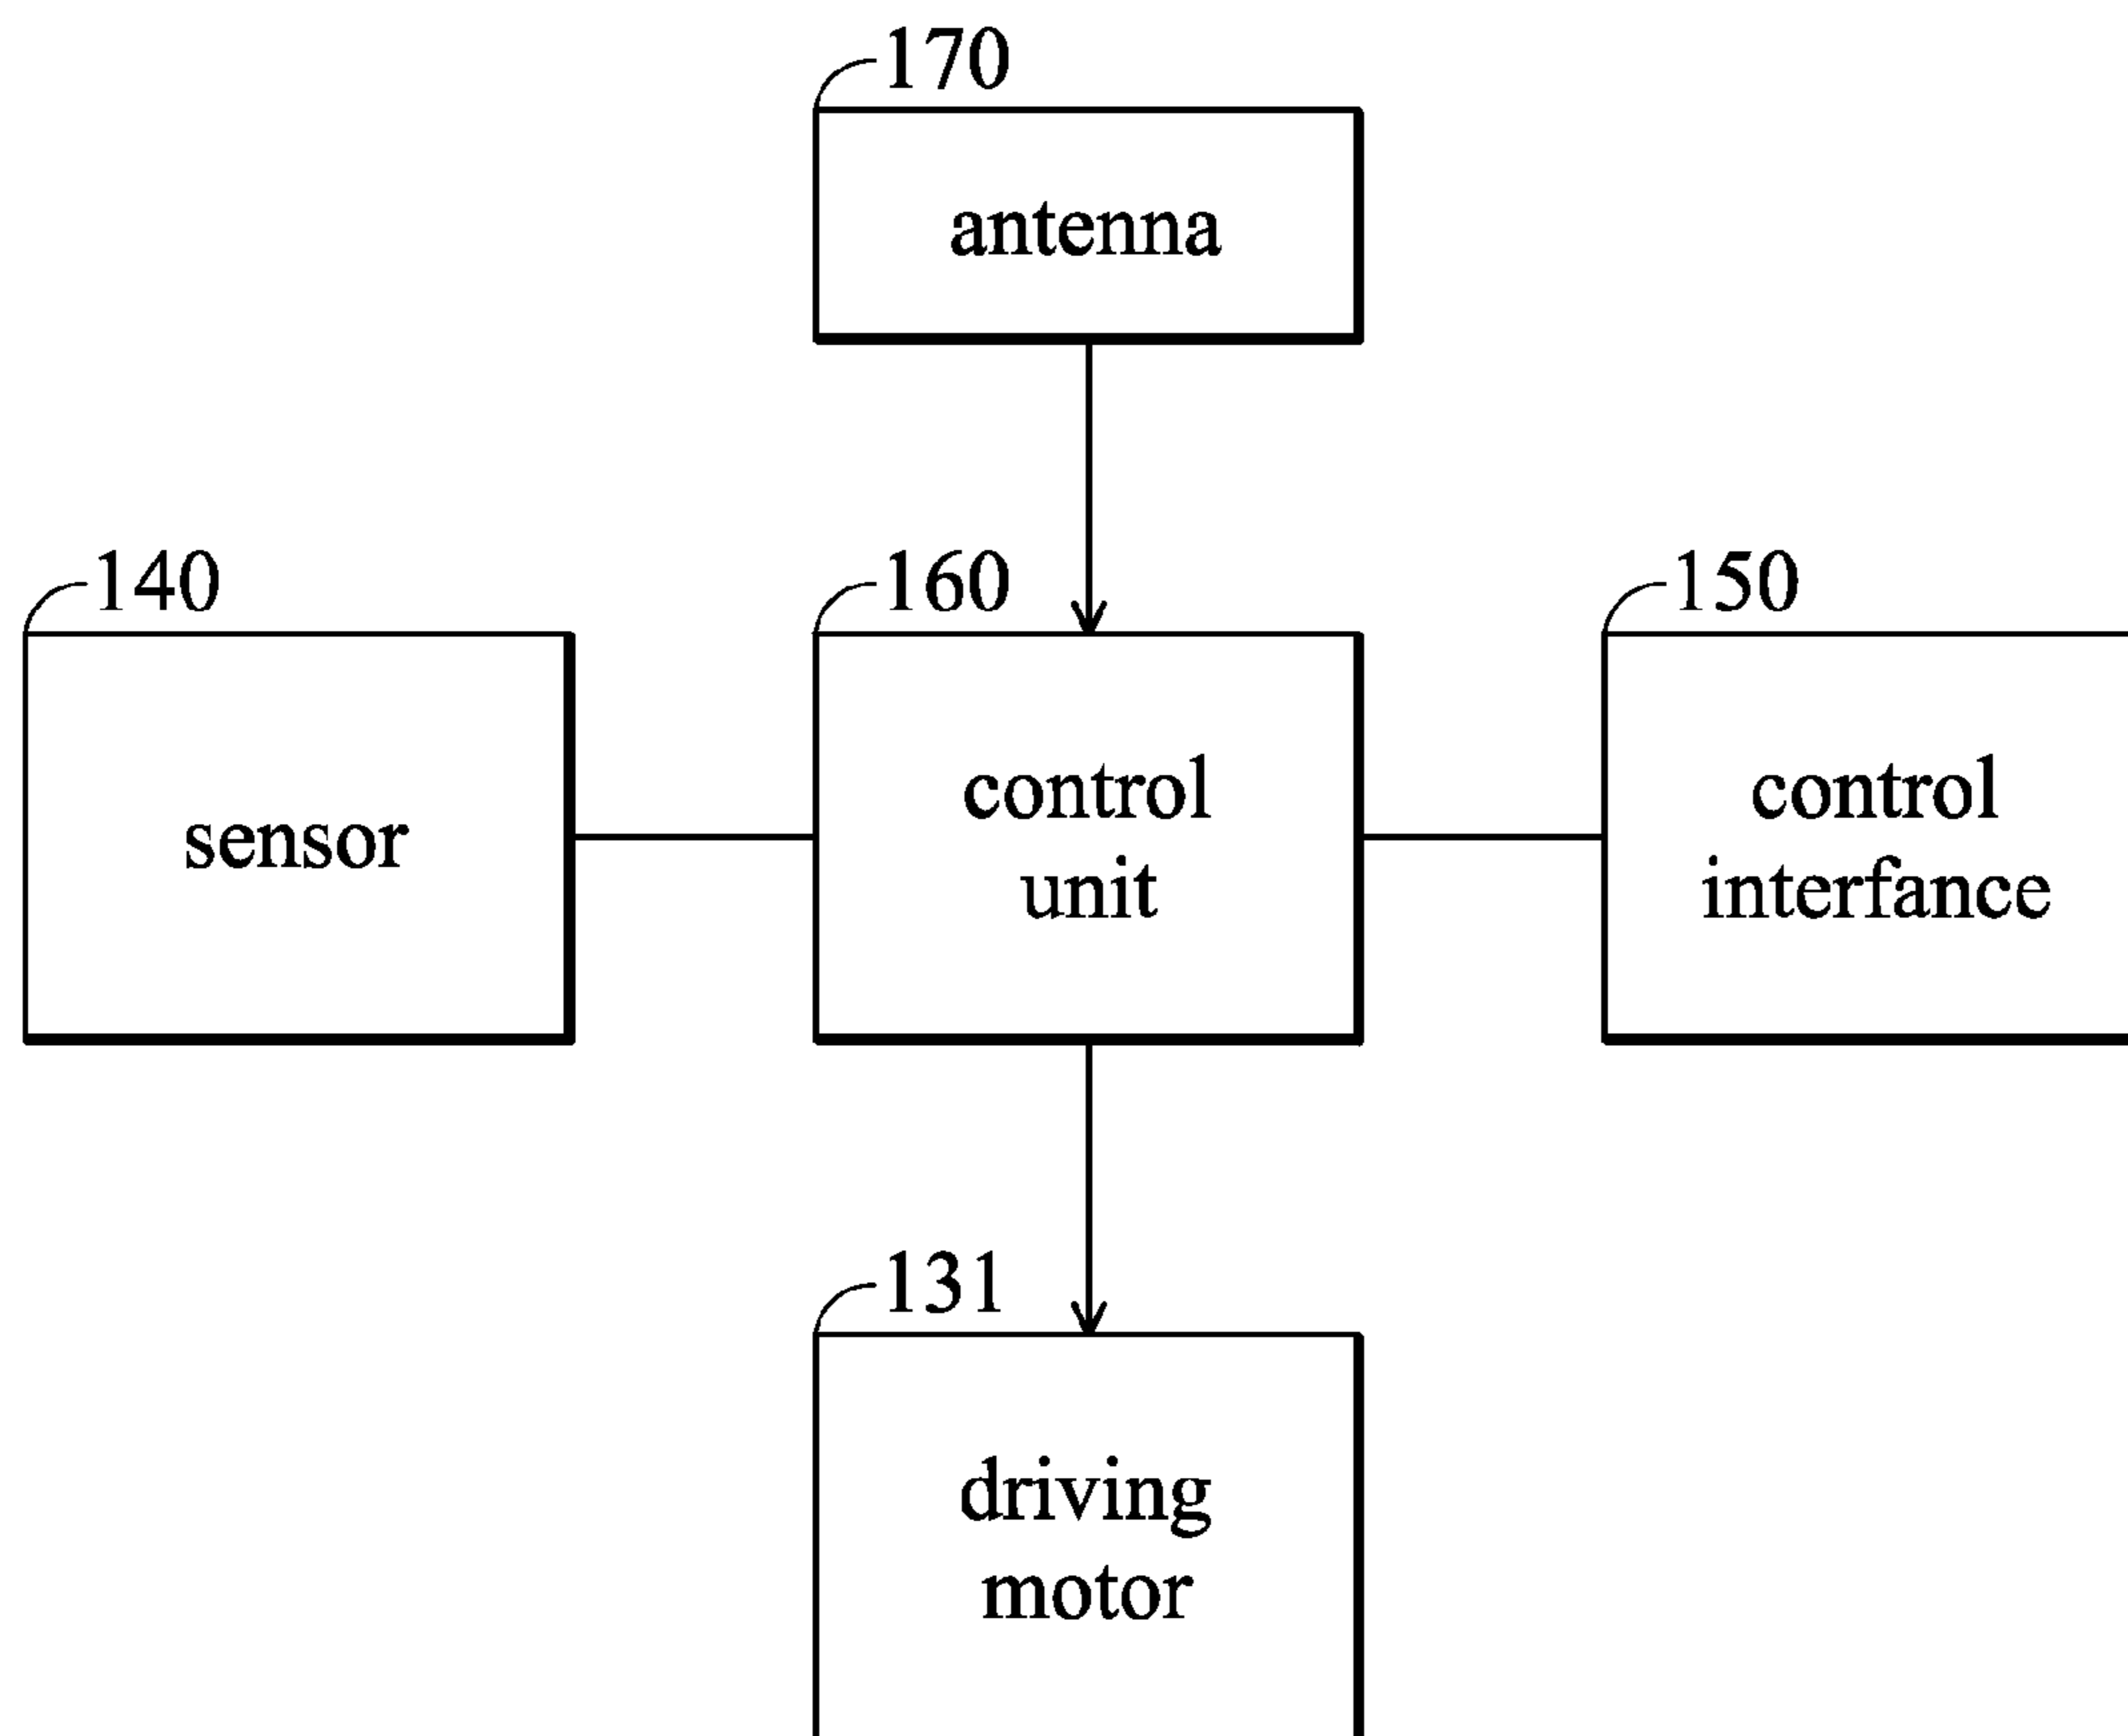 170
antenna
140
160
150
sensor
control
unit
control
interfance
131
driving
motor